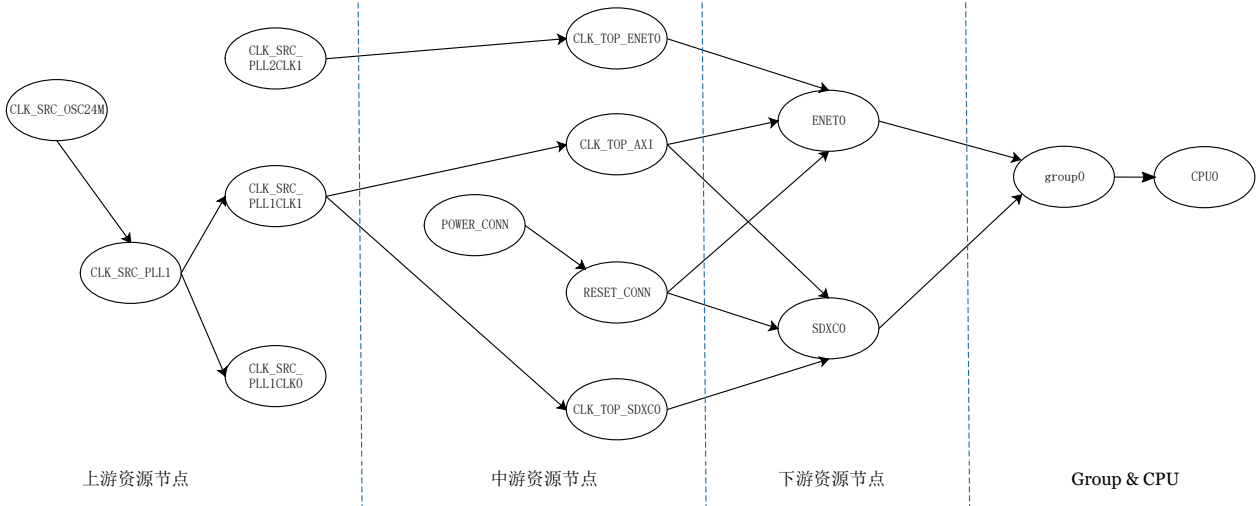 CLK_SRC_
PLL2CLK1
CLK_TOP_ENET0
CLK_SRC_OSC24M
ENET0
CLK_TOP_AXI
CLK_SRC_
PLL1CLK1
group0
CPU0
POWER_CONN
CLK_SRC_PLL1
RESET_CONN
SDXC0
CLK_SRC_
PLL1CLK0
CLK_TOP_SDXC0
上游资源节点
中游资源节点
下游资源节点
Group & CPU